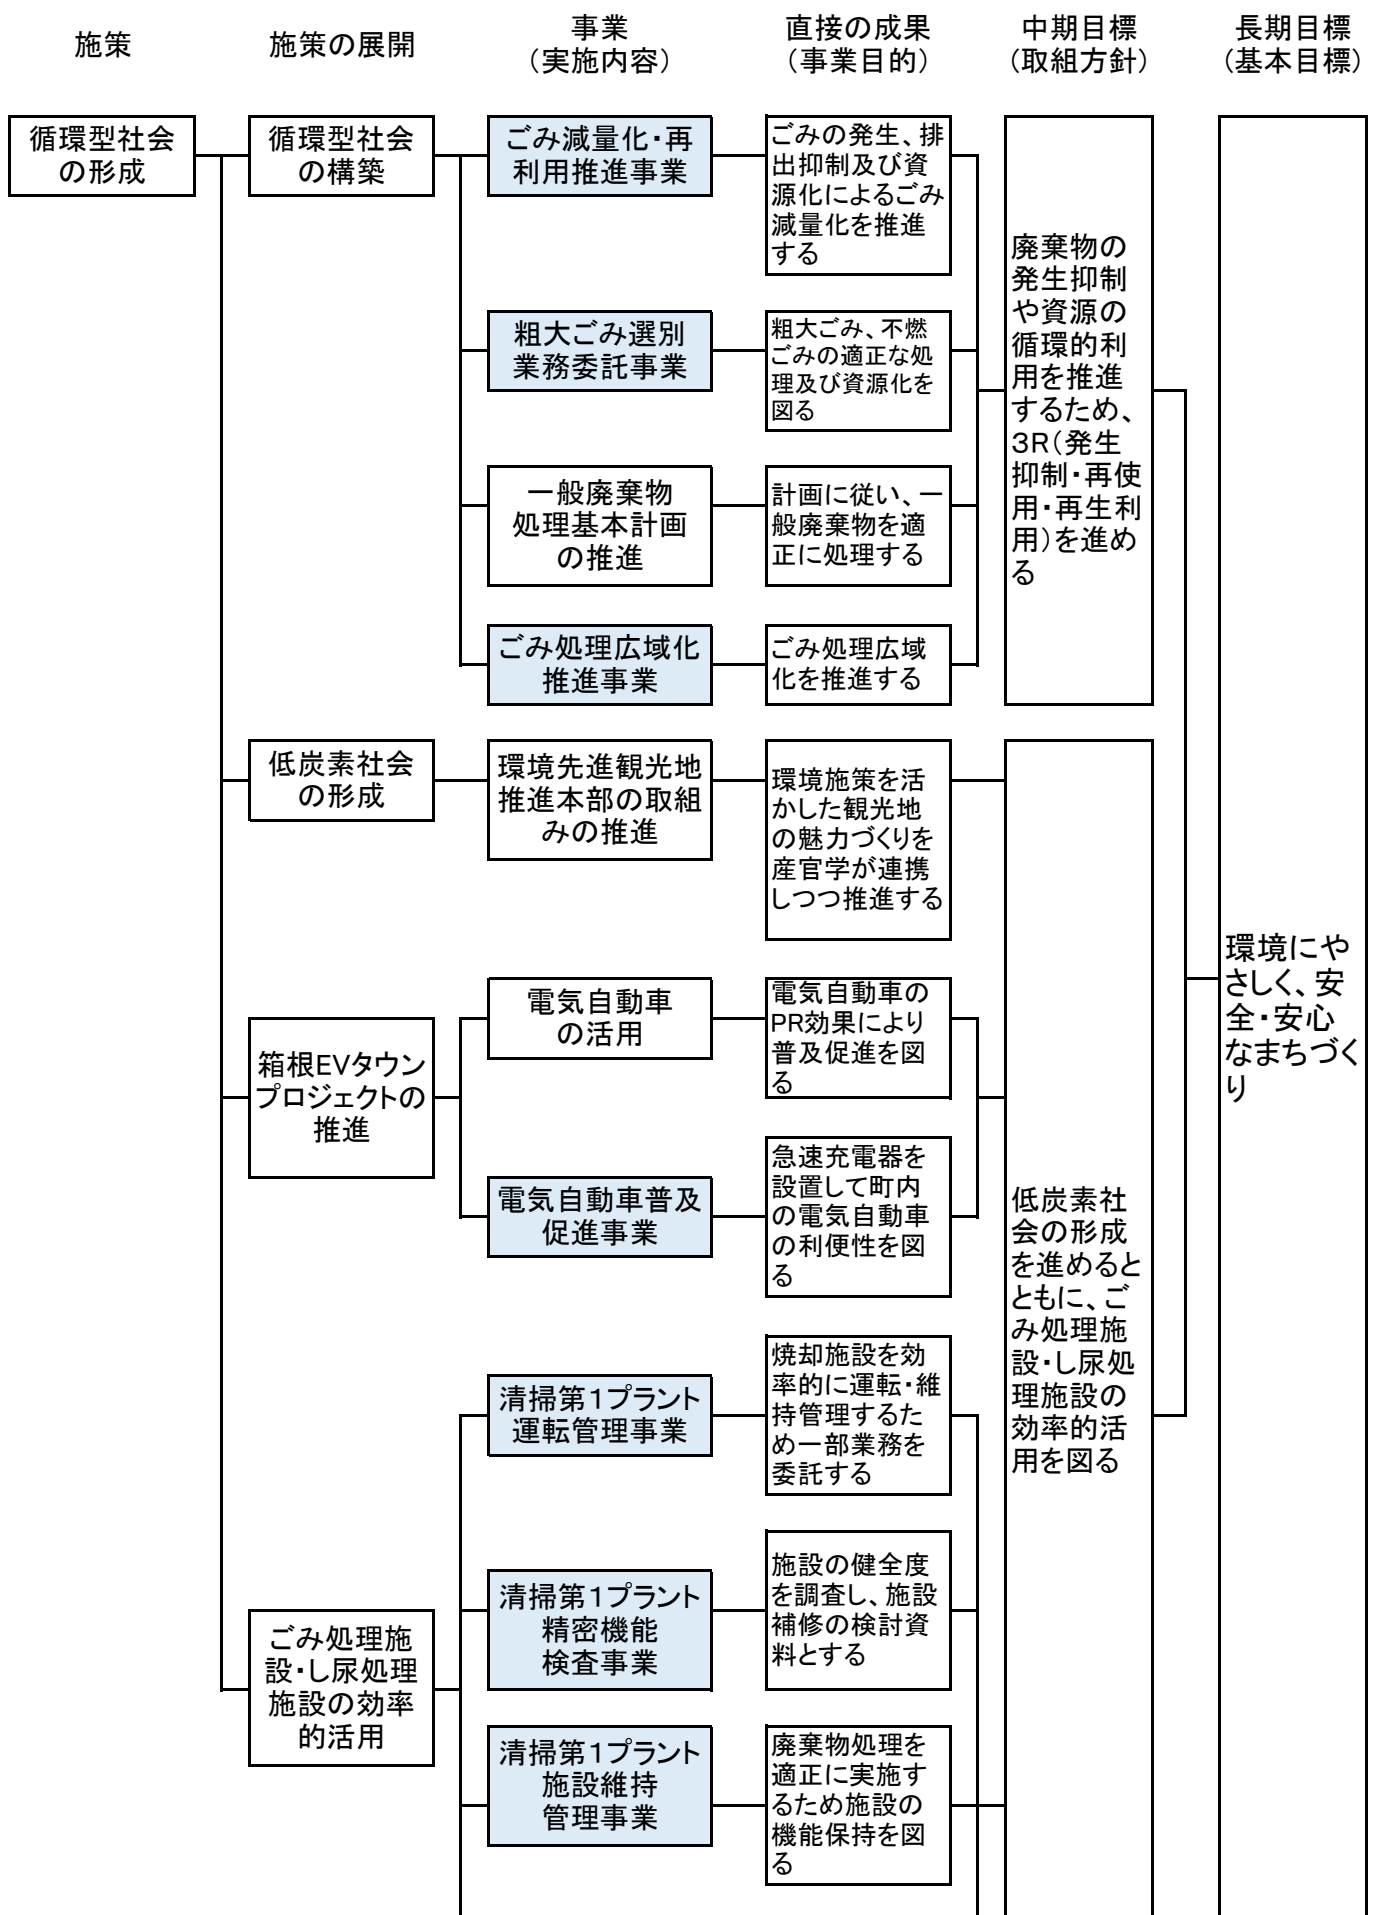 施策
施策の展開
事業
（実施内容）
直接の成果
（事業目的）
中期目標
（取組方針）
長期目標
（基本目標）
循環型社会
の形成
循環型社会
の構築
ごみ減量化・再
利用推進事業
ごみの発生、排
出抑制及び資
源化によるごみ
減量化を推進
する
粗大ごみ選別
業務委託事業
粗大ごみ、不燃
ごみの適正な処
理及び資源化を
図る
一般廃棄物
処理基本計画
の推進
計画に従い、一
般廃棄物を適
正に処理する
ごみ処理広域化
推進事業
ごみ処理広域
化を推進する
廃棄物の
発生抑制
や資源の
循環的利
用を推進
するため、
3R（発生
抑制・再使
用・再生利
用）を進め
る
低炭素社会
の形成
環境先進観光地
推進本部の取組
みの推進
環境施策を活
かした観光地
の魅力づくりを
産官学が連携
しつつ推進する
箱根EVタウン
プロジェクトの
推進
電気自動車
の活用
電気自動車の
PR効果により
普及促進を図
る
電気自動車普及
促進事業
急速充電器を
設置して町内
の電気自動車
の利便性を図
る
ごみ処理施
設・し尿処理
施設の効率
的活用
清掃第1プラント
運転管理事業
焼却施設を効
率的に運転・維
持管理するた
め一部業務を
委託する
清掃第1プラント
精密機能
検査事業
施設の健全度
を調査し、施設
補修の検討資
料とする
清掃第1プラント
施設維持
管理事業
廃棄物処理を
適正に実施す
るため施設の
機能保持を図
る
低炭素社
会の形成
を進めると
ともに、ご
み処理施
設・し尿処
理施設の
効率的活
用を図る
環境にや
さしく、安
全・安心
なまちづく
り